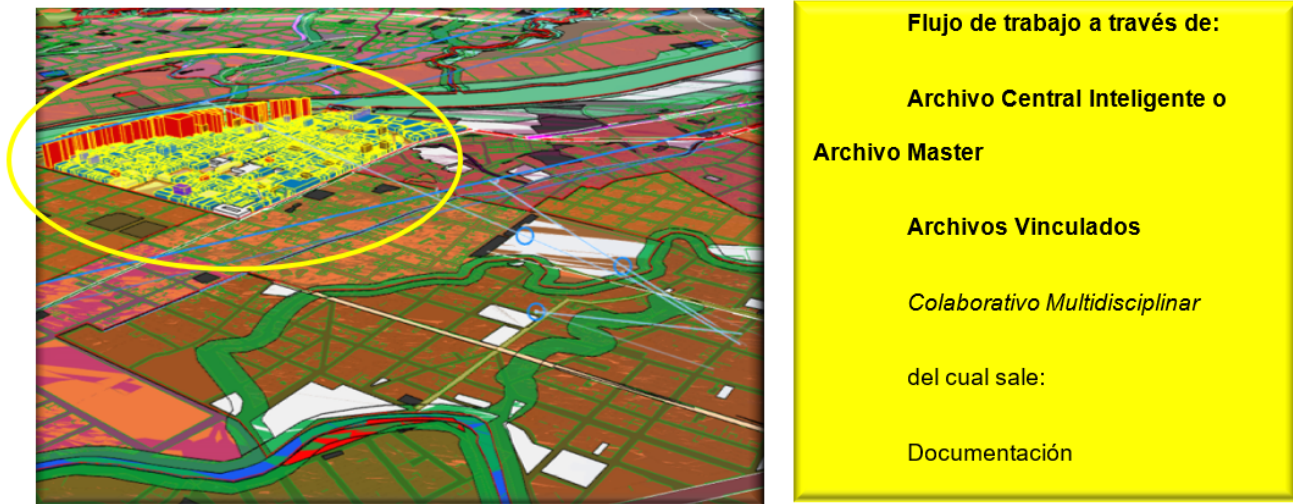 Flujo de trabajo a través de:
Archivo Central Inteligente o
Archivo Master
Archivos Vinculados
Colaborativo Multidisciplinar
del cual sale:
Documentación